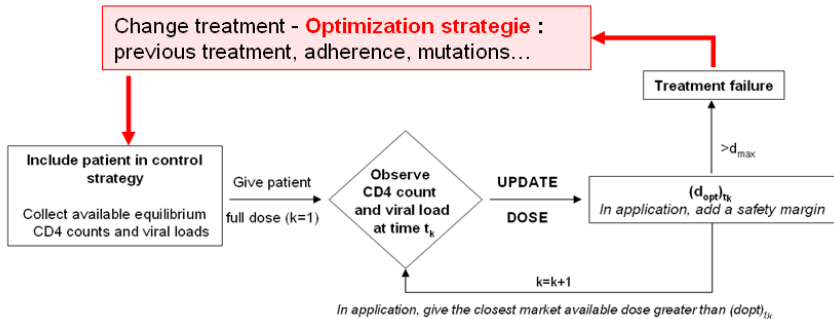 Change treatment - Optimization strategie :
previous treatment, adherence, mutations...
Treatment failure
>dmax
Include patient in control
strategy
Collect available equilibrium
CD4 counts and viral loads
Give patient
full dose (k=1)
Observe
CD4 count
and viral load
at time tk
UPDATE
DOSE
(dopt)tk
In application, add a safety margin
k=k+1
In application, give the closest market available dose greater than (dopt)tk